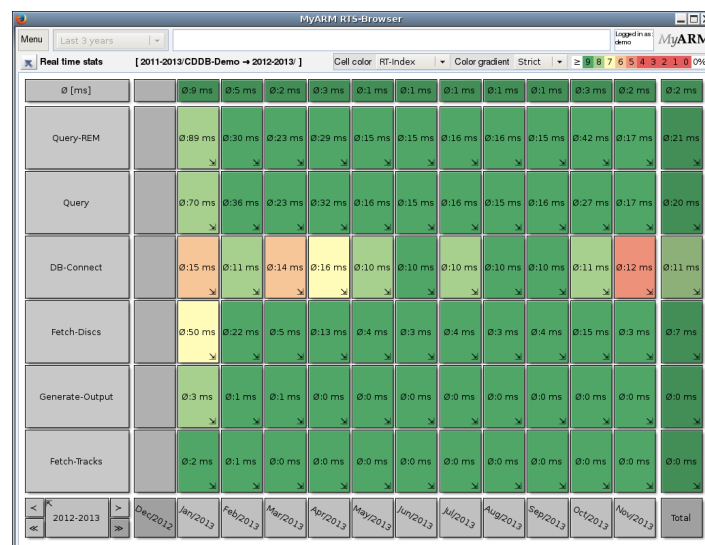 MyARM RTS-Browser
Menu Last 3 years Logged in as: demo MyARM
Real time stats [ 2011-2013/CDDB-Demo → 2012-2013/ ] Cell color RT-Index Color gradient Strict ≥ 9 8 7 6 5 4 3 2 1 0 0%
Ø [ms] Ø:9 ms Ø:5 ms Ø:2 ms Ø:3 ms Ø:1 ms Ø:1 ms Ø:1 ms Ø:1 ms Ø:1 ms Ø:3 ms Ø:2 ms Ø:2 ms
Query-REM Ø:89 ms Ø:30 ms Ø:23 ms Ø:29 ms Ø:15 ms Ø:15 ms Ø:16 ms Ø:16 ms Ø:15 ms Ø:42 ms Ø:17 ms Ø:21 ms
Query Ø:70 ms Ø:36 ms Ø:23 ms Ø:32 ms Ø:16 ms Ø:15 ms Ø:16 ms Ø:15 ms Ø:16 ms Ø:27 ms Ø:17 ms Ø:20 ms
DB-Connect Ø:15 ms Ø:11 ms Ø:14 ms Ø:16 ms Ø:10 ms Ø:10 ms Ø:10 ms Ø:10 ms Ø:10 ms Ø:11 ms Ø:12 ms Ø:11 ms
Fetch-Discs Ø:50 ms Ø:22 ms Ø:5 ms Ø:13 ms Ø:4 ms Ø:3 ms Ø:4 ms Ø:3 ms Ø:4 ms Ø:15 ms Ø:3 ms Ø:7 ms
Generate-Output Ø:3 ms Ø:1 ms Ø:1 ms Ø:0 ms Ø:0 ms Ø:0 ms Ø:0 ms Ø:0 ms Ø:0 ms Ø:0 ms Ø:0 ms Ø:0 ms
Fetch-Tracks Ø:2 ms Ø:1 ms Ø:0 ms Ø:0 ms Ø:0 ms Ø:0 ms Ø:0 ms Ø:0 ms Ø:0 ms Ø:0 ms Ø:0 ms Ø:0 ms
< > 2012-2013 ≪ ≫ Dec/2012 Jan/2013 Feb/2013 Mar/2013 Apr/2013 May/2013 Jun/2013 Jul/2013 Aug/2013 Sep/2013 Oct/2013 Nov/2013 Total